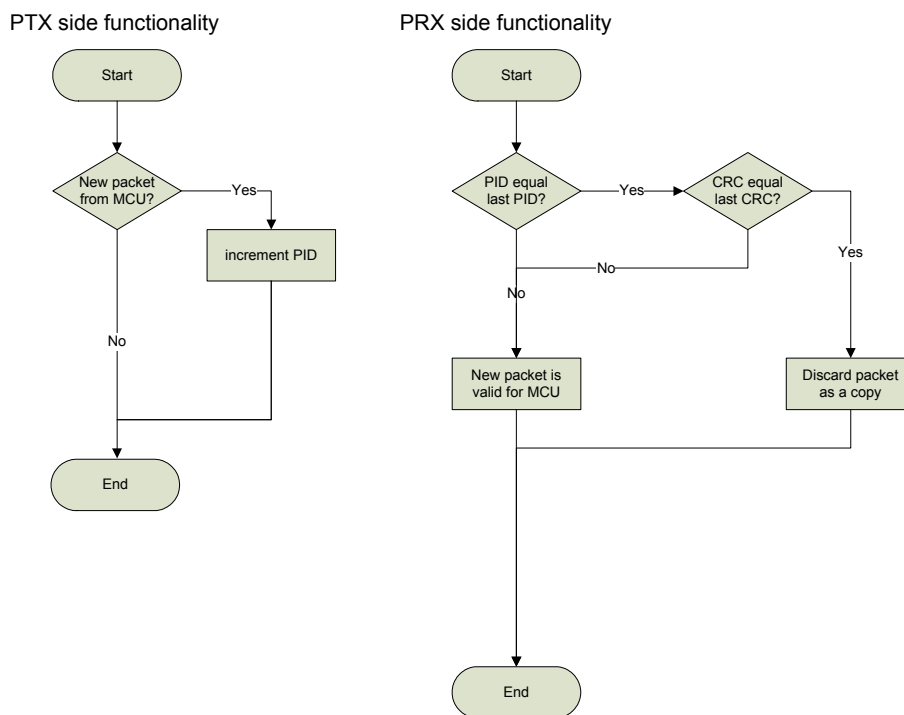 PTX side functionality
PRX side functionality
Start
New packet
from MCU?
Yes
increment PID
No
End
Start
PID equal
last PID?
Yes
CRC equal
last CRC?
No
Yes
No
New packet is
valid for MCU
Discard packet
as a copy
End